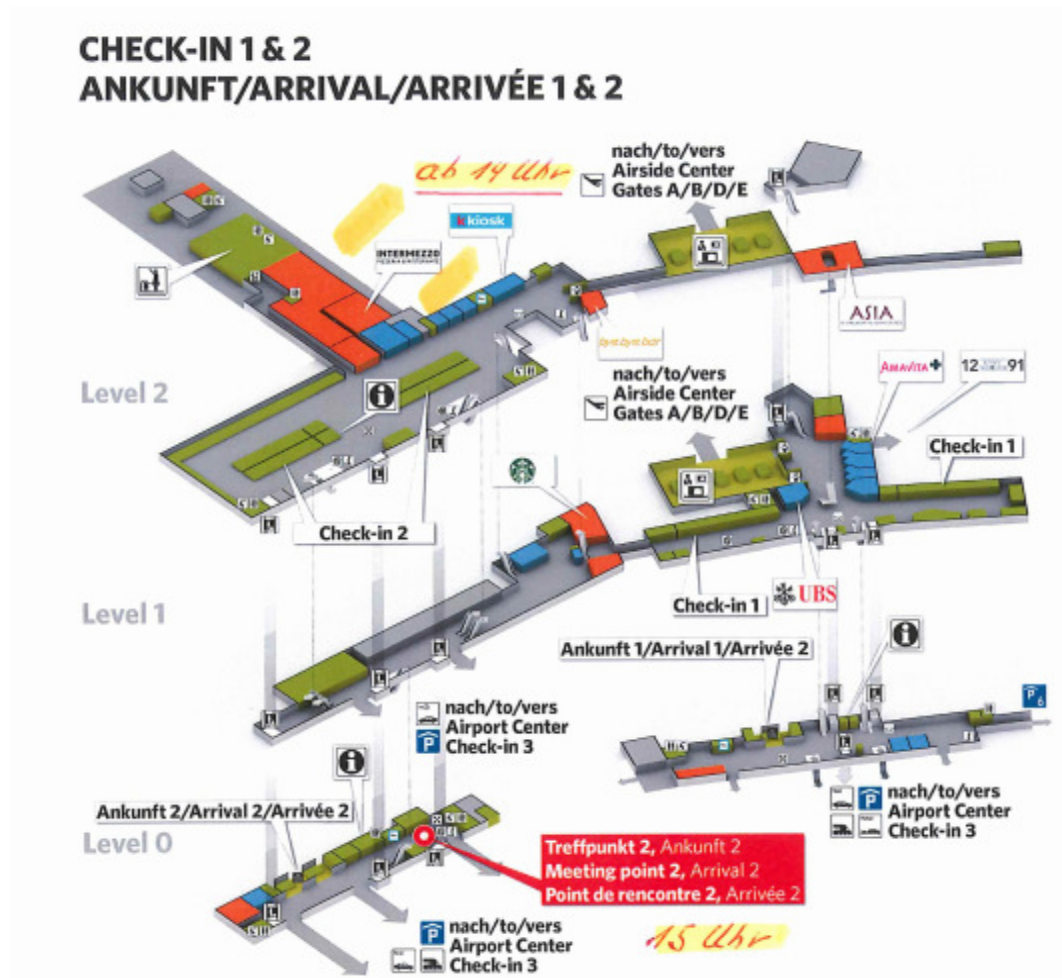 CHECK-IN 1 & 2
ANKUNFT/ARRIVAL/ARRIVÉE 1 & 2
ab 14 Uhr
nach/to/vers
Airside Center
Gates A/B/D/E
k kiosk
INTERMEZZO
ASIA
bye bye bar
Level 2
nach/to/vers
Airside Center
Gates A/B/D/E
AMAVITA
12 91
Check-in 1
Check-in 2
UBS
Check-in 1
Level 1
Ankunft 1/Arrival 1/Arrivée 2
P6
nach/to/vers
Airport Center
P Check-in 3
nach/to/vers
P Airport Center
Check-in 3
Ankunft 2/Arrival 2/Arrivée 2
Level 0
Treffpunkt 2, Ankunft 2
Meeting point 2, Arrival 2
Point de rencontre 2, Arrivée 2
15 Uhr
P nach/to/vers
Airport Center
Check-in 3